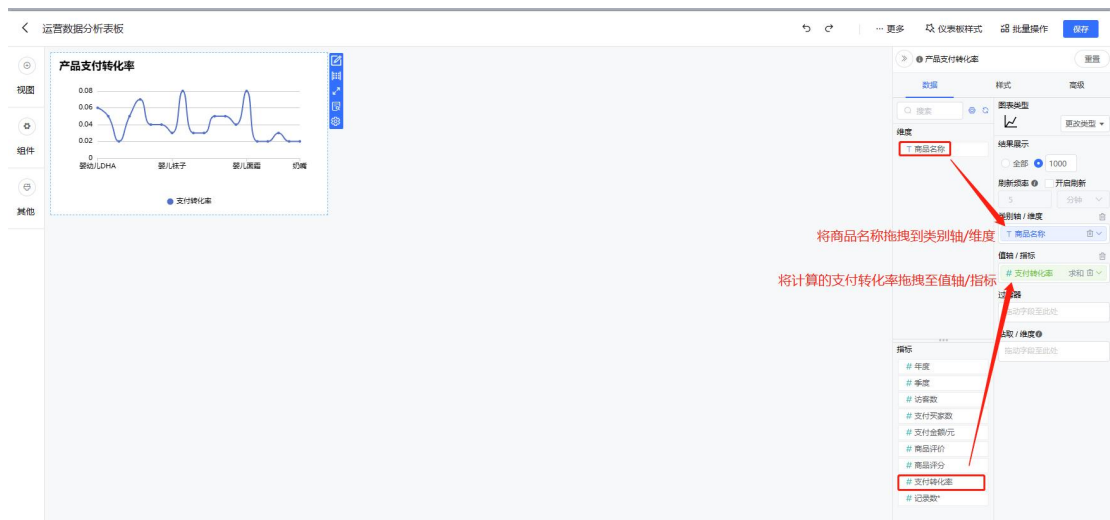 运营数据分析表板
... 更多
仪表板样式
批量操作
保存
视图
组件
其他
产品支付转化率
0.08
0.06
0.04
0.02
0
婴幼儿DHA
婴儿袜子
婴儿面霜
奶嘴
支付转化率
产品支付转化率
重置
数据
样式
高级
搜索
维度
T 商品名称
图表类型
更改类型
结果展示
全部
1000
刷新频率
开启刷新
5
分钟
类别轴 / 维度
T 商品名称
将商品名称拖拽到类别轴/维度
值轴 / 指标
# 支付转化率
求和
将计算的支付转化率拖拽至值轴/指标
过滤器
拖动字段至此处
钻取 / 维度
拖动字段至此处
指标
# 年度
# 季度
# 访客数
# 支付买家数
# 支付金额/元
# 商品评价
# 商品评分
# 支付转化率
# 记录数*